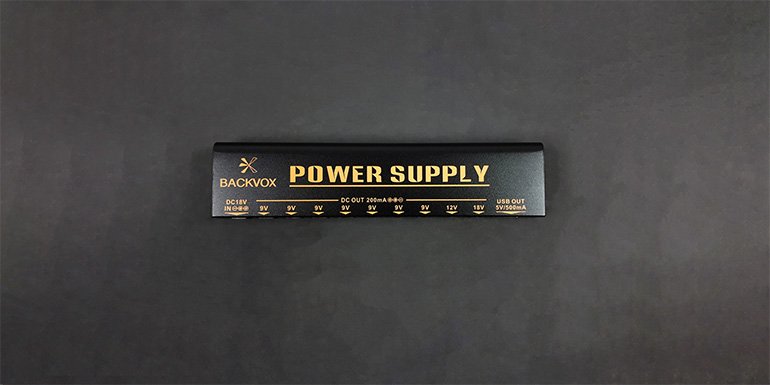 BACKVOX
POWER SUPPLY
DC OUT 200mA
DC18V
IN
9V 9V 9V 9V 9V 9V 9V 12V 18V
USB OUT
5V/500mA